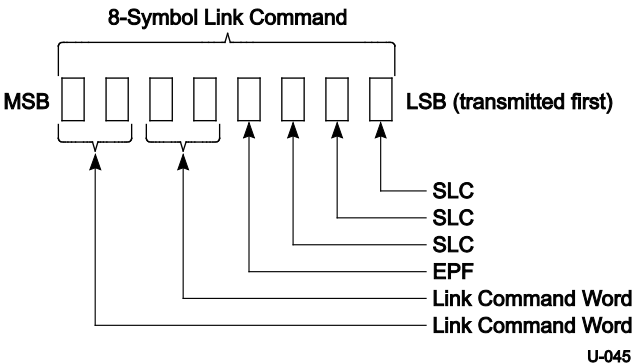 8-Symbol Link Command
MSB
LSB (transmitted first)
SLC
SLC
SLC
EPF
Link Command Word
Link Command Word
U-045